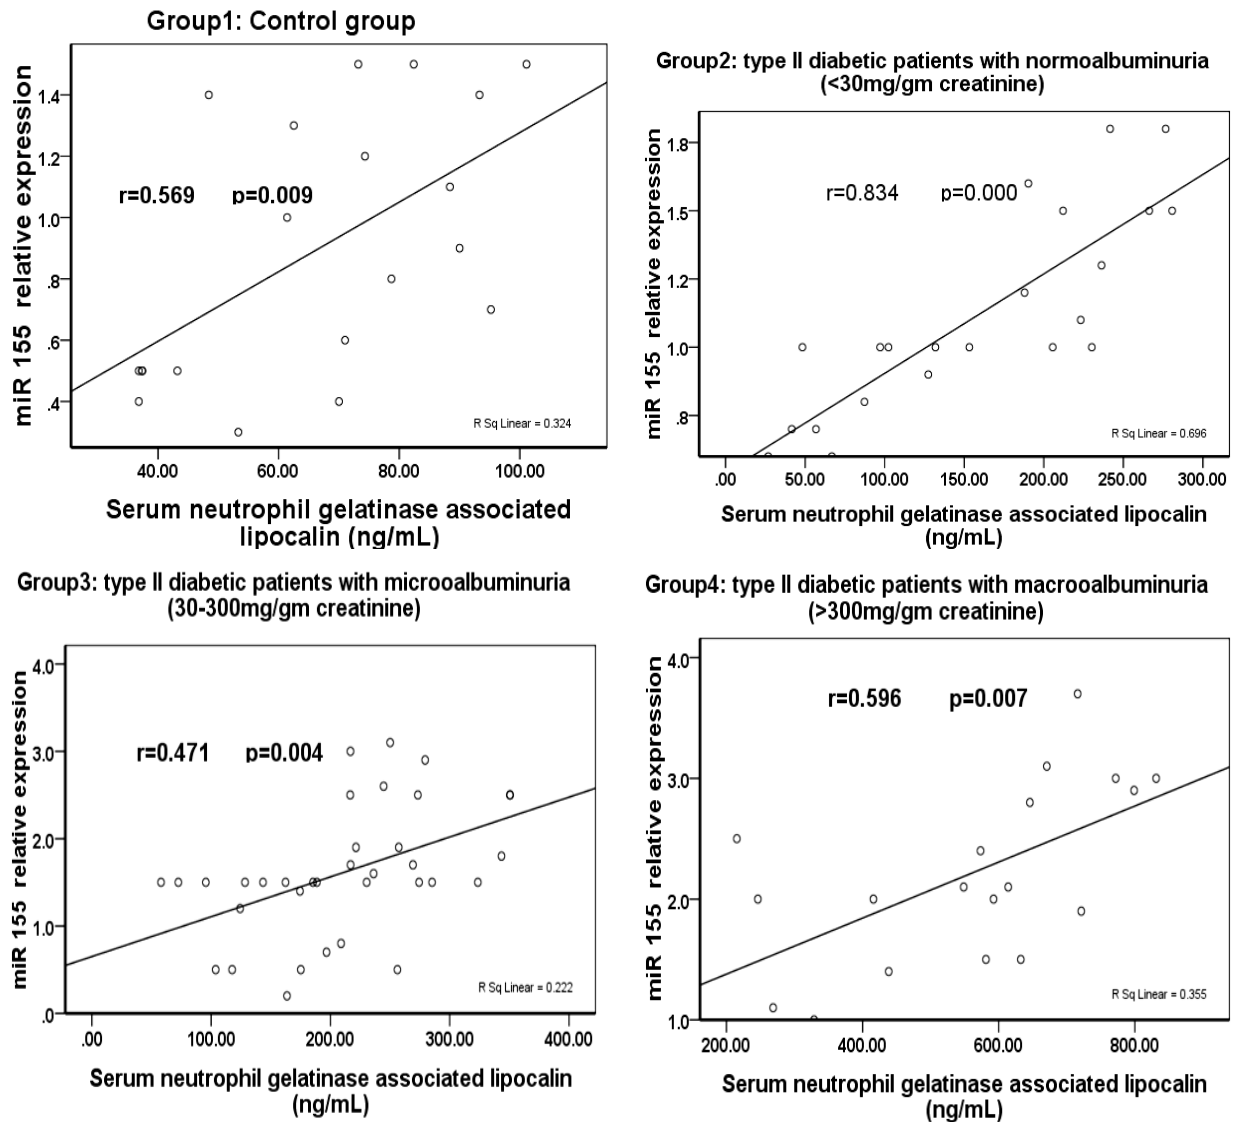 Group1: Control group
miR 155 relative expression
1.4
1.2
1.0
.8
.6
.4
r=0.569 p=0.009
R Sq Linear = 0.324
40.00 60.00 80.00 100.00
Serum neutrophil gelatinase associated
lipocalin (ng/mL)
Group2: type II diabetic patients with normoalbuminuria
(<30mg/gm creatinine)
miR 155 relative expression
1.8
1.5
1.2
1.0
.8
r=0.834 p=0.000
R Sq Linear = 0.696
.00 50.00 100.00 150.00 200.00 250.00 300.00
Serum neutrophil gelatinase associated lipocalin
(ng/mL)
Group3: type II diabetic patients with microoalbuminuria
(30-300mg/gm creatinine)
miR 155 relative expression
4.0
3.0
2.0
1.0
.0
r=0.471 p=0.004
R Sq Linear = 0.222
.00 100.00 200.00 300.00 400.00
Serum neutrophil gelatinase associated lipocalin
(ng/mL)
Group4: type II diabetic patients with macrooalbuminuria
(>300mg/gm creatinine)
miR 155 relative expression
4.0
3.0
2.0
1.0
r=0.596 p=0.007
R Sq Linear = 0.355
200.00 400.00 600.00 800.00
Serum neutrophil gelatinase associated lipocalin
(ng/mL)